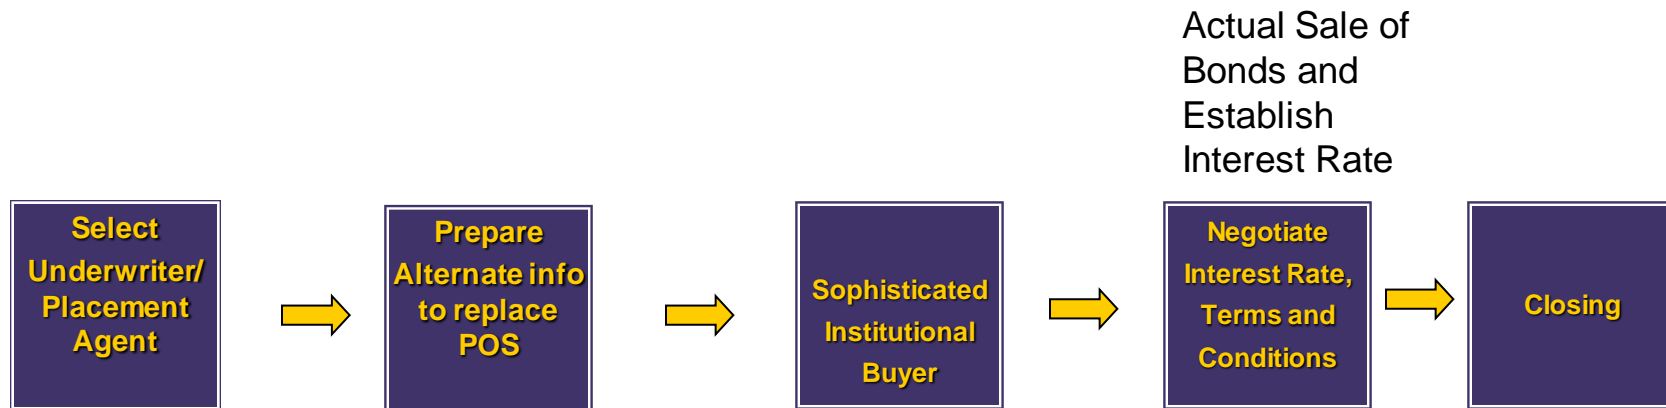 Actual Sale of
Bonds and
Establish
Interest Rate
Select
Underwriter/
Placement
Agent
Prepare
Alternate info
to replace
POS
Sophisticated
Institutional
Buyer
Negotiate
Interest Rate,
Terms and
Conditions
Closing